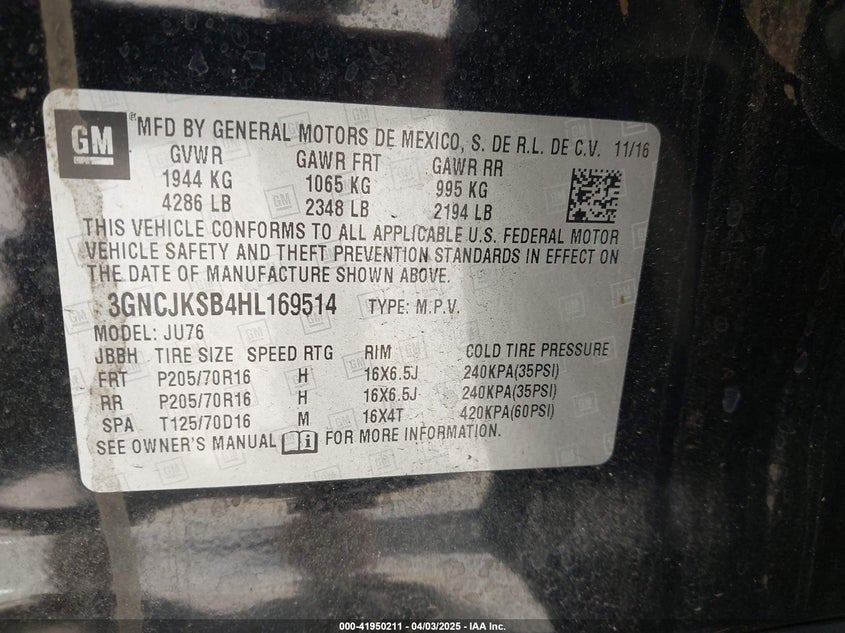 GM ® MFD BY GENERAL MOTORS DE MEXICO, S. DE R.L. DE C.V. 11/16
GVWR GAWR FRT GAWR RR
1944 KG 1065 KG 995 KG
4286 LB 2348 LB 2194 LB
THIS VEHICLE CONFORMS TO ALL APPLICABLE U.S. FEDERAL MOTOR
VEHICLE SAFETY AND THEFT PREVENTION STANDARDS IN EFFECT ON
THE DATE OF MANUFACTURE SHOWN ABOVE.
3GNCJKSB4HL169514 TYPE: M.P.V.
MODEL: JU76
JBBH TIRE SIZE SPEED RTG RIM COLD TIRE PRESSURE
FRT P205/70R16 H 16X6.5J 240KPA(35PSI)
RR P205/70R16 H 16X6.5J 240KPA(35PSI)
SPA T125/70D16 M 16X4T 420KPA(60PSI)
SEE OWNER'S MANUAL FOR MORE INFORMATION.
000-41950211 - 04/03/2025 - IAA Inc.